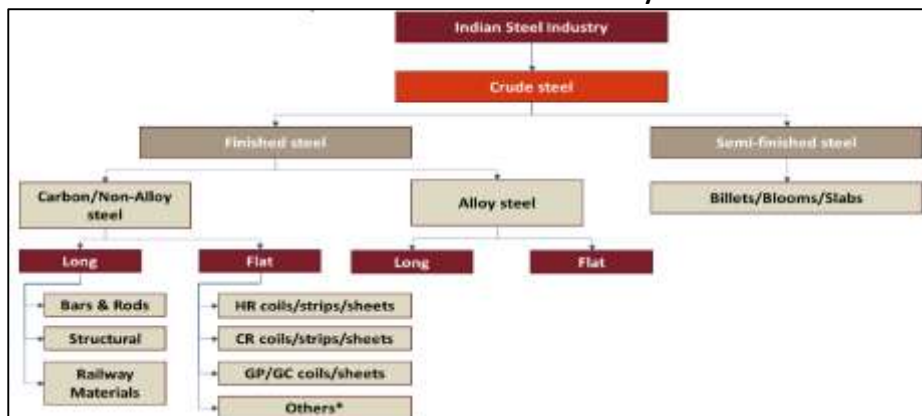 Indian Steel Industry
Crude steel
Finished steel
Semi-finished steel
Carbon/Non-Alloy
steel
Alloy steel
Billets/Blooms/Slabs
Long
Flat
Long
Flat
Bars & Rods
HR coils/strips/sheets
Structural
CR coils/strips/sheets
Railway
Materials
GP/GC coils/sheets
Others*